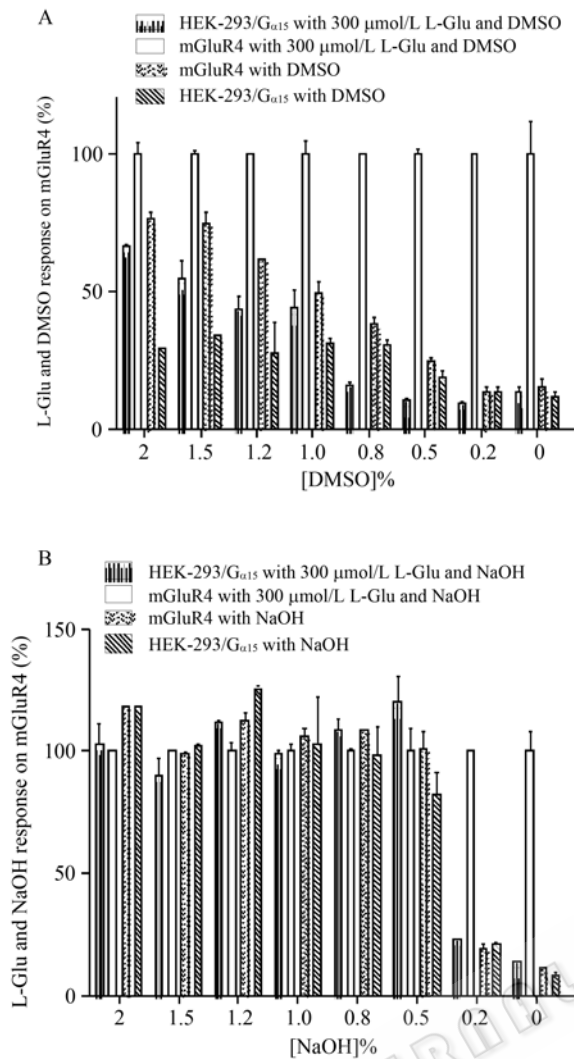 A
HEK-293/Gα15 with 300 μmol/L L-Glu and DMSO
mGluR4 with 300 μmol/L L-Glu and DMSO
mGluR4 with DMSO
HEK-293/Gα15 with DMSO
L-Glu and DMSO response on mGluR4 (%)
100
50
0
2 1.5 1.2 1.0 0.8 0.5 0.2 0
[DMSO]%
B
HEK-293/Gα15 with 300 μmol/L L-Glu and NaOH
mGluR4 with 300 μmol/L L-Glu and NaOH
mGluR4 with NaOH
HEK-293/Gα15 with NaOH
L-Glu and NaOH response on mGluR4 (%)
150
100
50
0
2 1.5 1.2 1.0 0.8 0.5 0.2 0
[NaOH]%